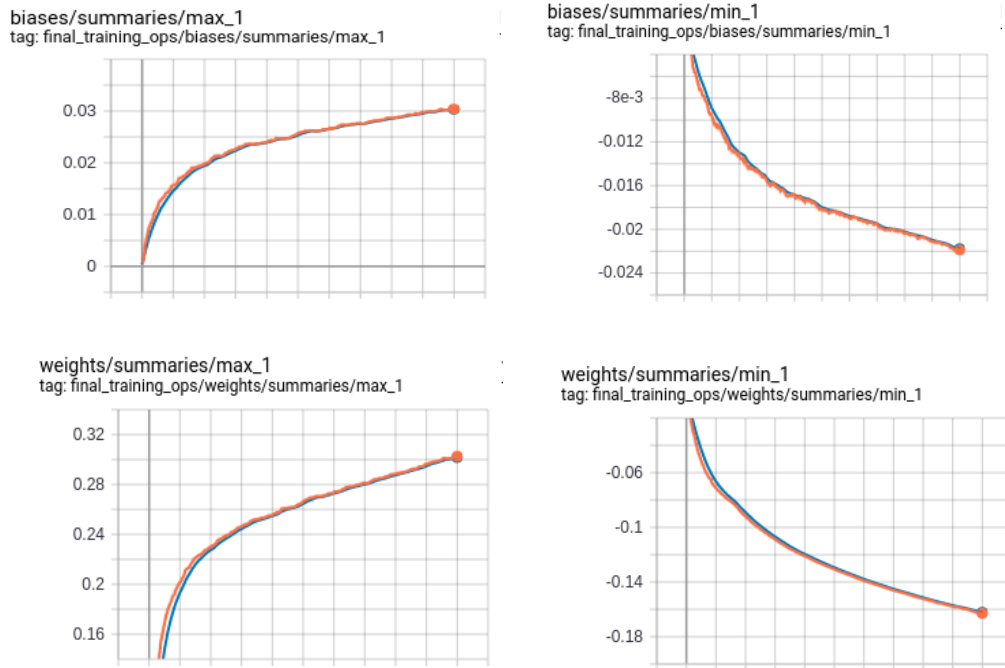 biases/summaries/max_1
tag: final_training_ops/biases/summaries/max_1
0.03
0.02
0.01
0
biases/summaries/min_1
tag: final_training_ops/biases/summaries/min_1
-8e-3
-0.012
-0.016
-0.02
-0.024
weights/summaries/max_1
tag: final_training_ops/weights/summaries/max_1
0.32
0.28
0.24
0.2
0.16
weights/summaries/min_1
tag: final_training_ops/weights/summaries/min_1
-0.06
-0.1
-0.14
-0.18